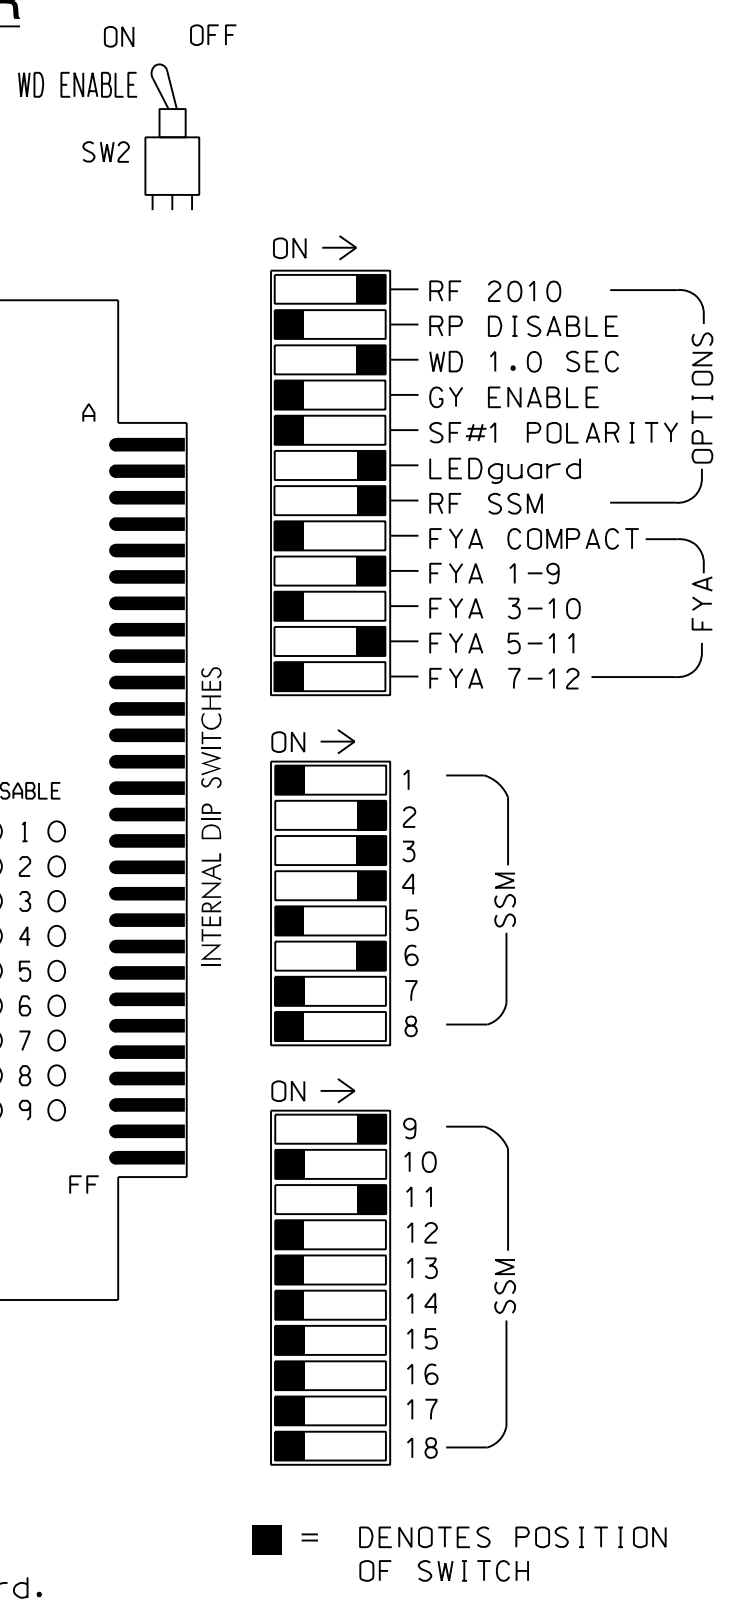 ON OFF
WD ENABLE
SW2
ON
RF 2010
RP DISABLE
WD 1.0 SEC
GY ENABLE
SF#1 POLARITY
LEDguard
RF SSM
OPTIONS
FYA COMPACT
FYA 1-9
FYA 3-10
FYA 5-11
FYA 7-12
FYA
A
FF
INTERNAL DIP SWITCHES
SABLE
1
2
3
4
5
6
7
8
9
ON
1
2
3
4
5
6
7
8
SSM
ON
9
10
11
12
13
14
15
16
17
18
SSM
= DENOTES POSITION
OF SWITCH
rd.